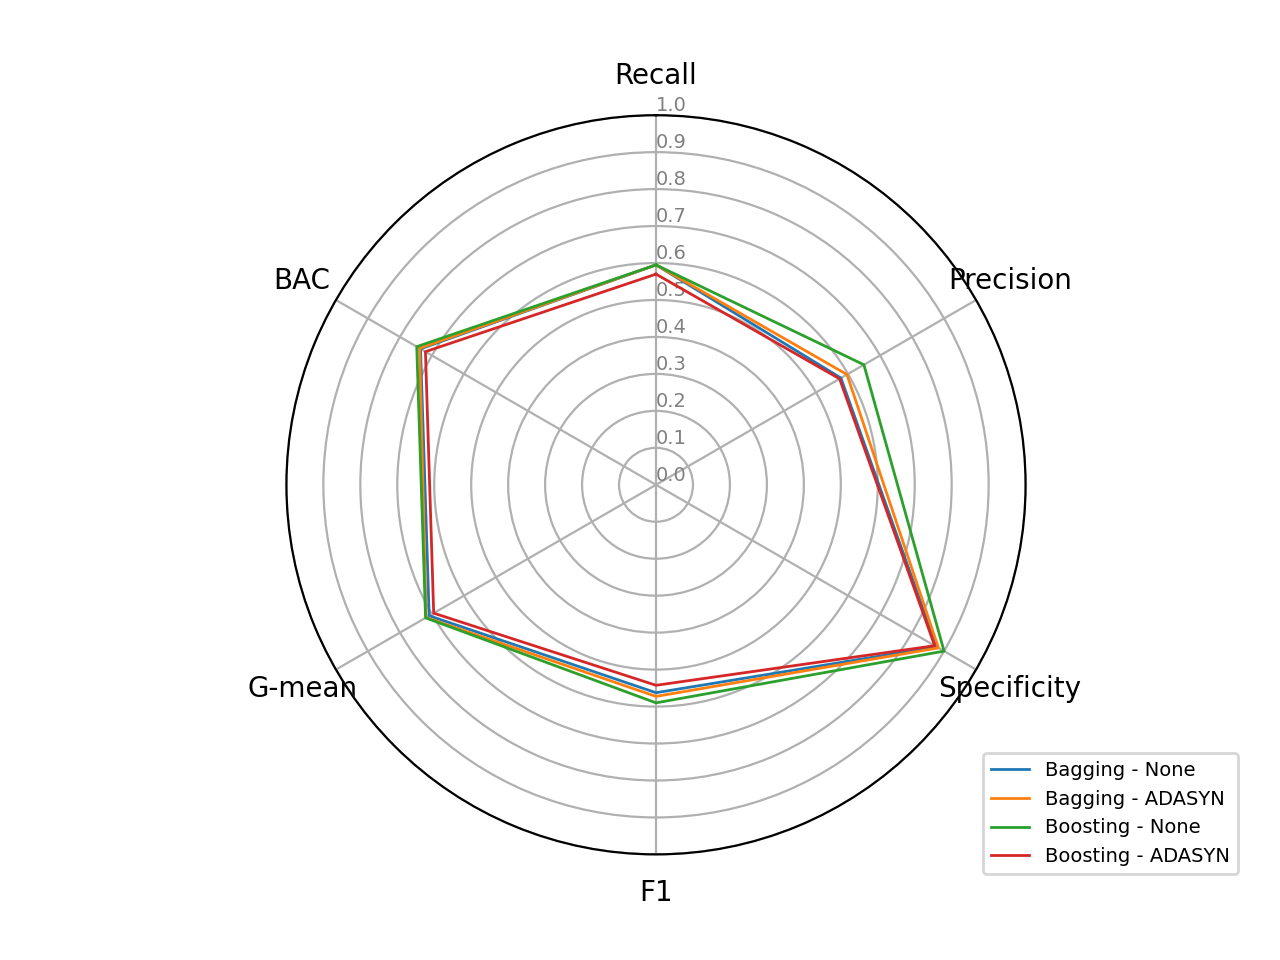 Recall
1.0
0.9
0.8
0.7
0.6
0.5
0.4
0.3
0.2
0.1
0.0
BAC
Precision
G-mean
Specificity
F1
Bagging - None
Bagging - ADASYN
Boosting - None
Boosting - ADASYN